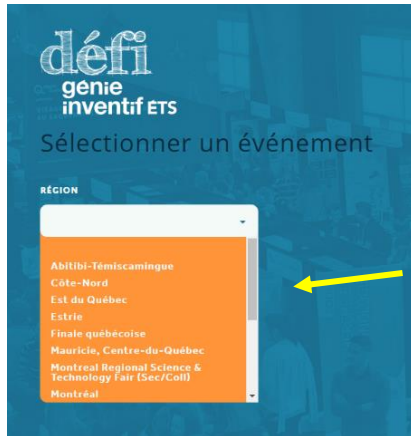 défi
génie
inventif ÉTS
Sélectionner un événement
RÉGION
Abitibi-Témiscamingue
Côte-Nord
Est du Québec
Estrie
Finale québécoise
Mauricie, Centre-du-Québec
Montreal Regional Science &
Technology Fair (Sec/Coll)
Montréal